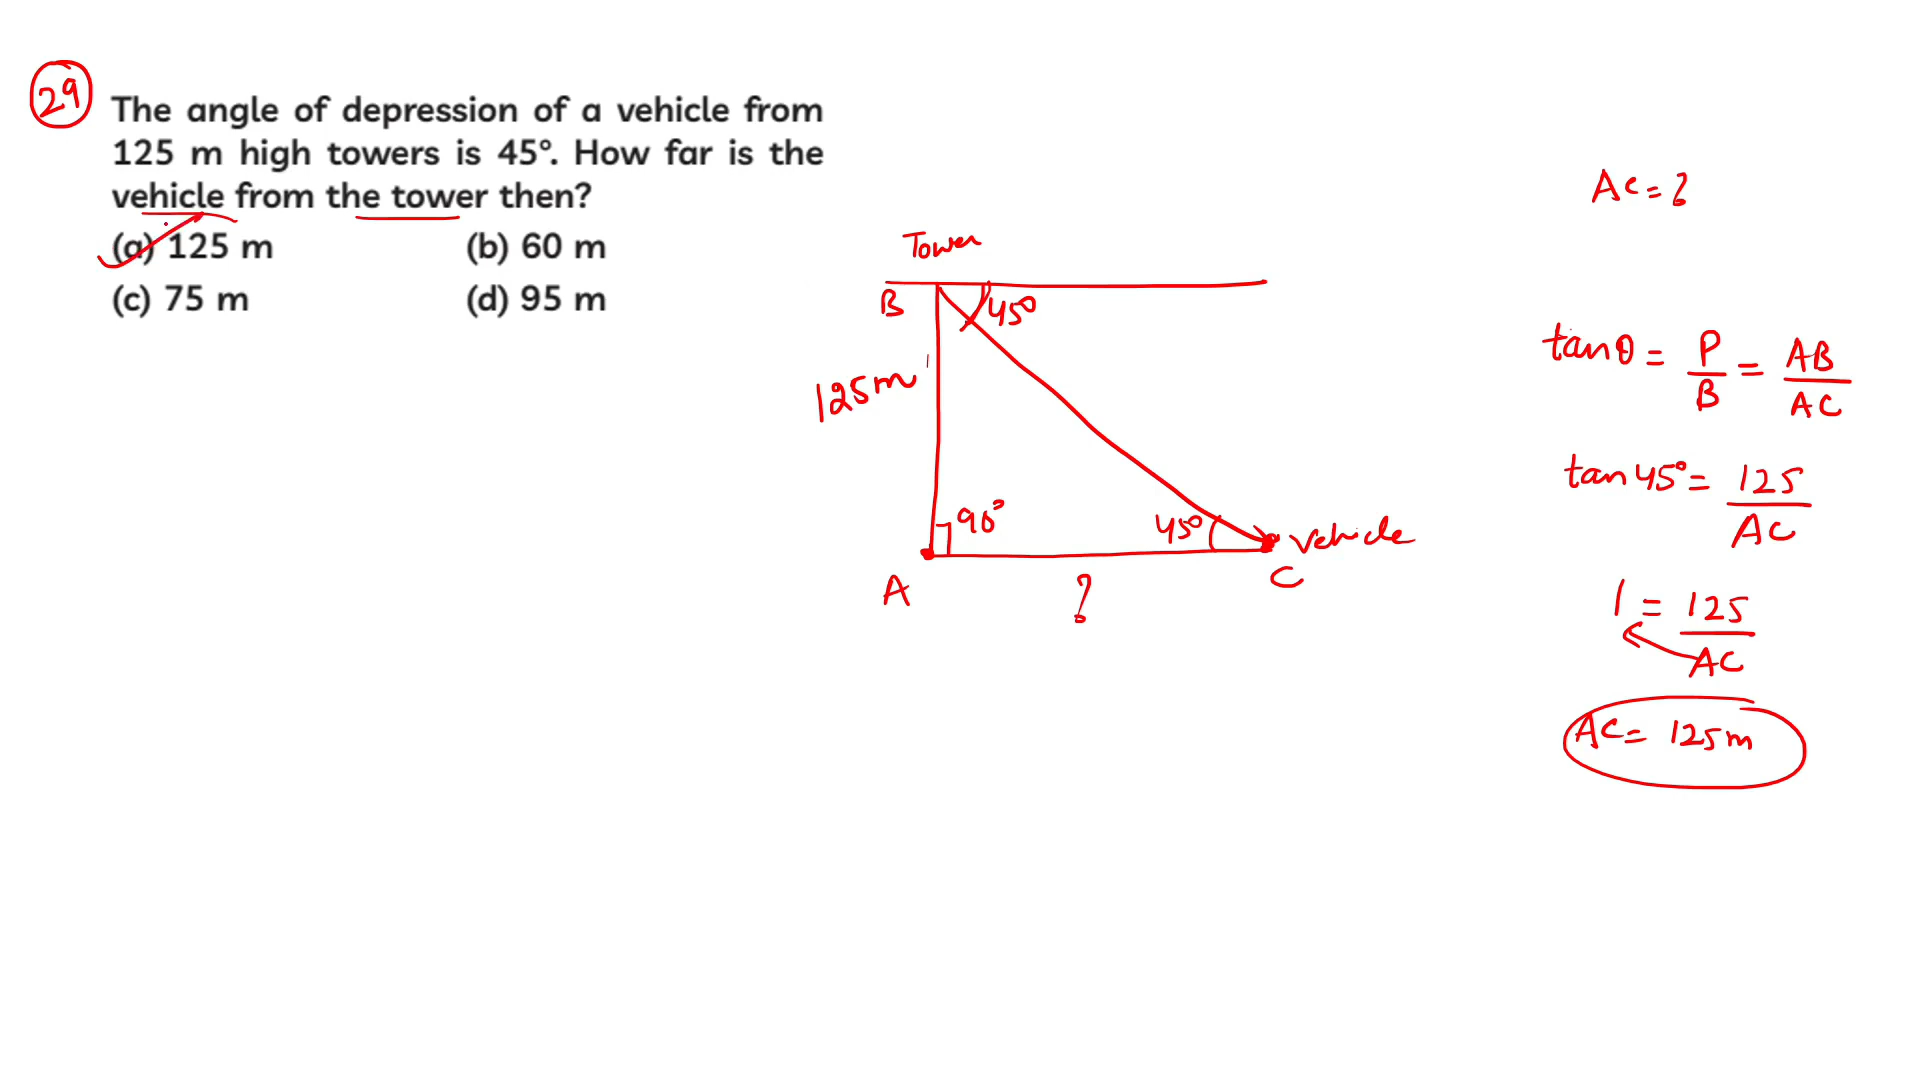 29
The angle of depression of a vehicle from
125 m high towers is 45°. How far is the
vehicle from the tower then?
(a) 125 m (b) 60 m
(c) 75 m (d) 95 m
Tower
B
45°
125m
90°
45°
vehicle
A
?
C
AC = ?
tanθ = P/B = AB/AC
tan 45° = 125/AC
1 = 125/AC
AC = 125m